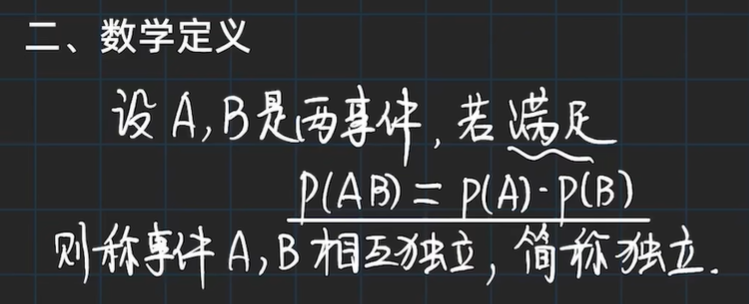 二、数学定义
设 A,B是两事件,若满足
P(AB) = P(A)·P(B)
则称事件 A,B 相互独立,简称独立.